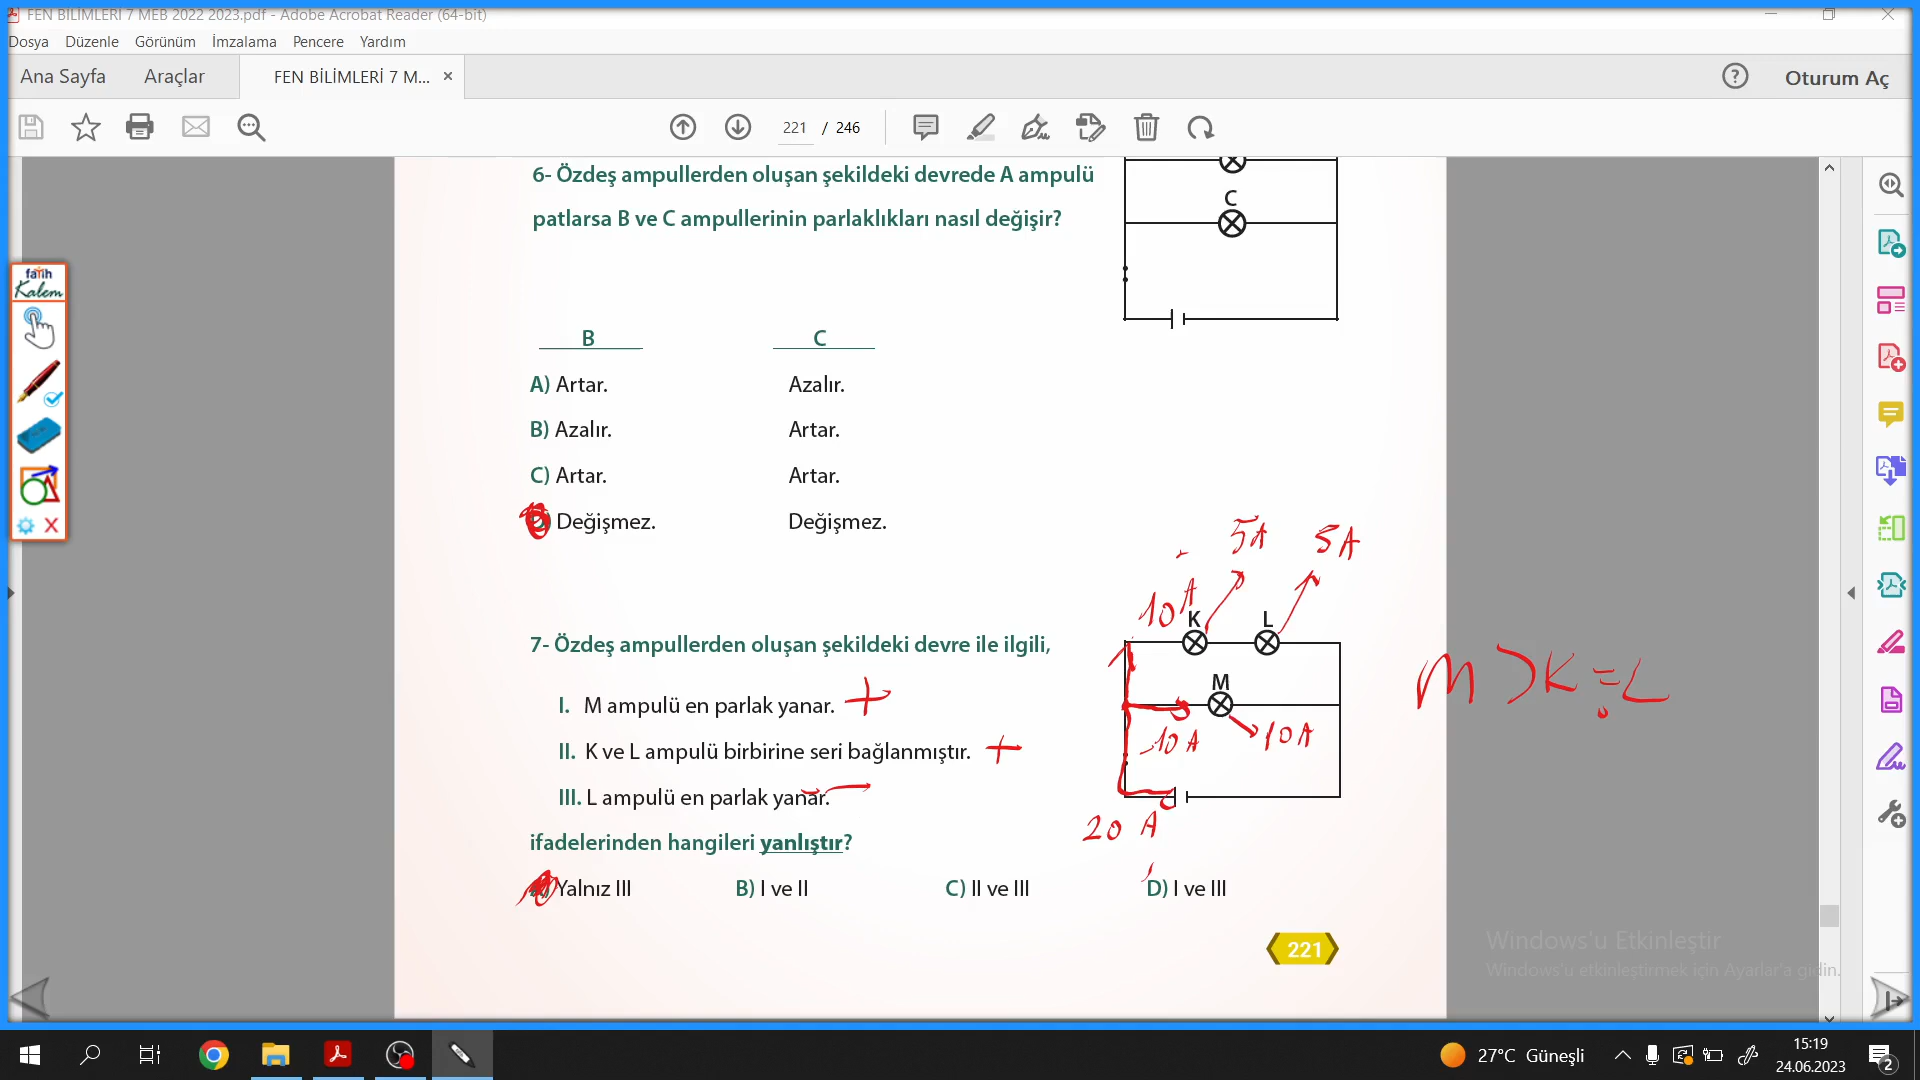 FEN BİLİMLERİ 7 MEB 2022 2023.pdf - Adobe Acrobat Reader (64-bit)
Dosya Düzenle Görünüm İmzalama Pencere Yardım
Ana Sayfa Araçlar FEN BİLİMLERİ 7 M... × Oturum Aç
221 / 246
6- Özdeş ampullerden oluşan şekildeki devrede A ampulü
patlarsa B ve C ampullerinin parlaklıkları nasıl değişir?
C
fatih
Kalem
B C
A) Artar. Azalır.
B) Azalır. Artar.
C) Artar. Artar.
Değişmez. Değişmez.
5A 5A
10A
K L
7- Özdeş ampullerden oluşan şekildeki devre ile ilgili,
M
M > K = L
I. M ampulü en parlak yanar. +
10A 10A
II. K ve L ampulü birbirine seri bağlanmıştır. +
III. L ampulü en parlak yanar. -
20 A
ifadelerinden hangileri yanlıştır?
A) Yalnız III B) I ve II C) II ve III D) I ve III
221
Windows'u Etkinleştir
Windows'u etkinleştirmek için Ayarlar'a gidin.
27°C Güneşli
15:19
24.06.2023
2